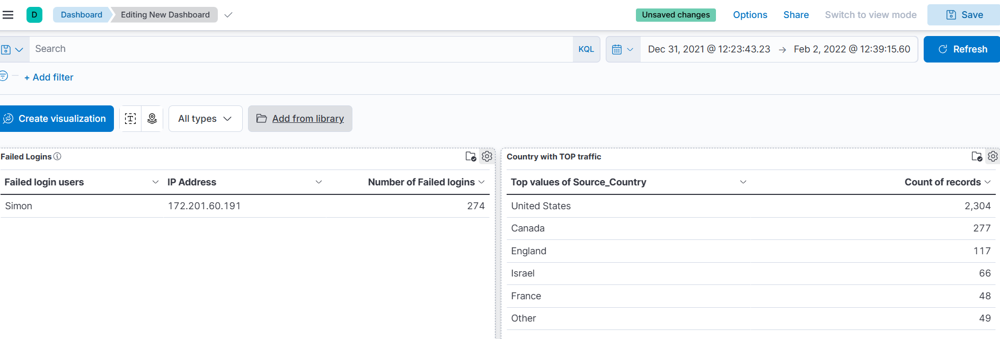 D Dashboard Editing New Dashboard Unsaved changes Options Share Switch to view mode Save
Search KQL Dec 31, 2021 @ 12:23:43.23 → Feb 2, 2022 @ 12:39:15.60 Refresh
+ Add filter
Create visualization T All types Add from library
Failed Logins
Failed login users IP Address Number of Failed logins
Simon 172.201.60.191 274
Country with TOP traffic
Top values of Source_Country Count of records
United States 2,304
Canada 277
England 117
Israel 66
France 48
Other 49